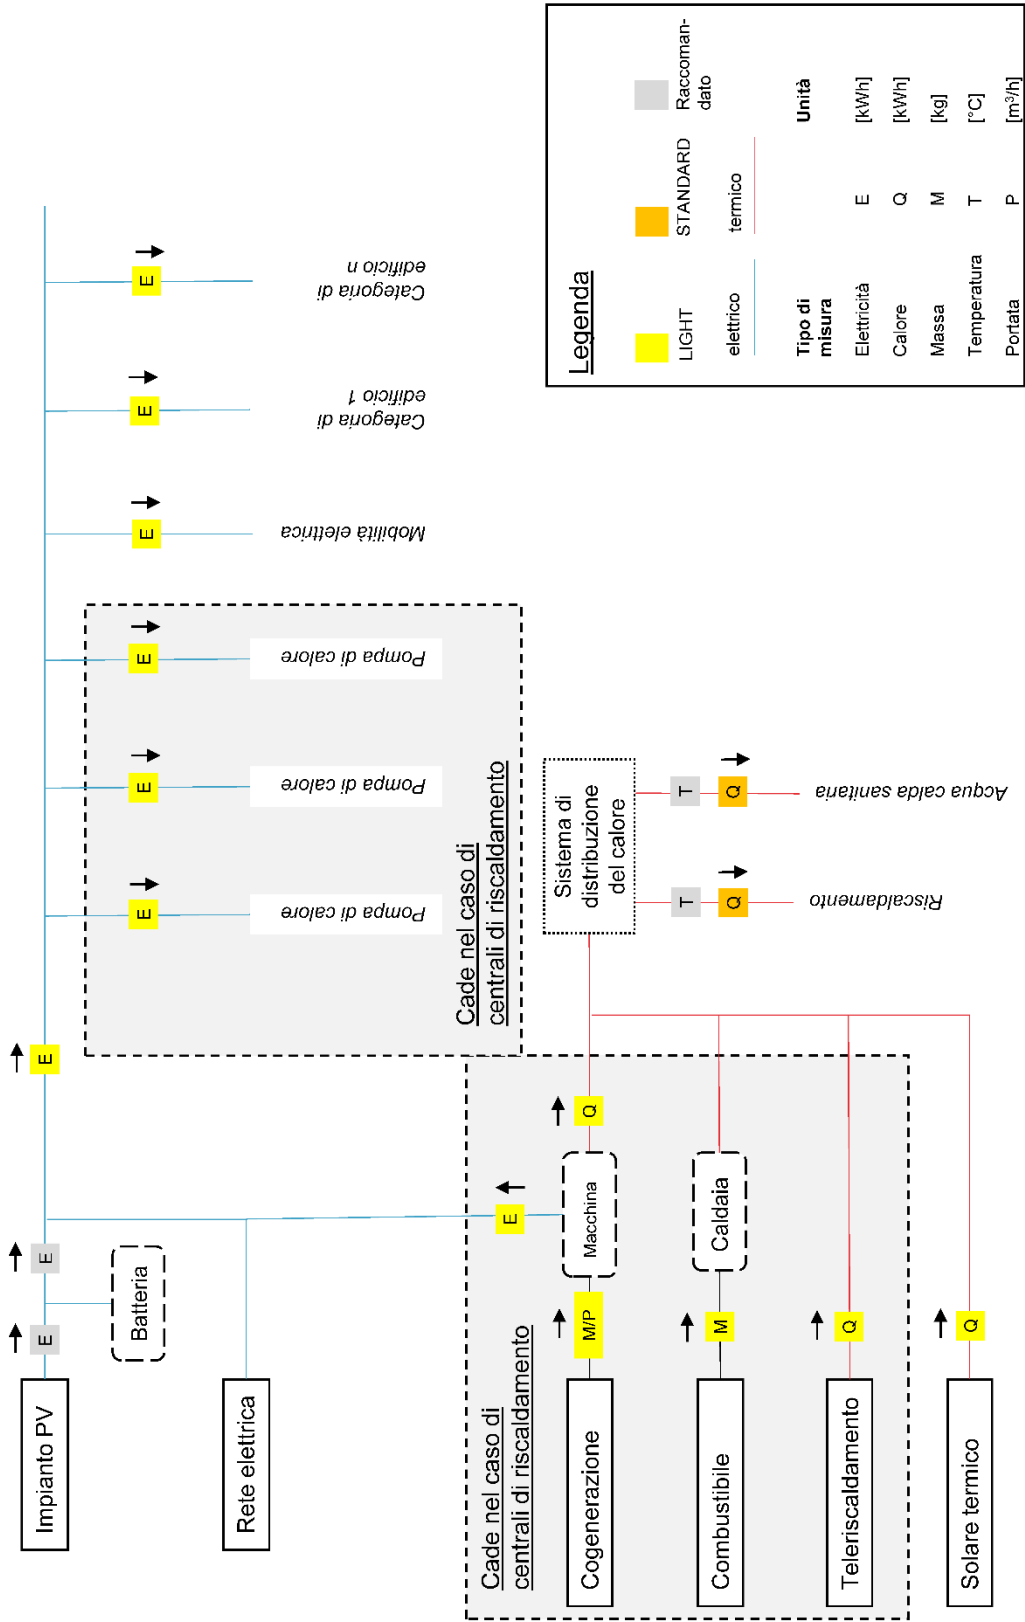 Impianto PV
E
E
Batteria
E
Rete elettrica
Cade nel caso di
centrali di riscaldamento
E
Pompa di calore
E
Pompa di calore
E
Pompa di calore
E
Mobilità elettrica
E
Categoria di
edificio 1
E
Categoria di
edificio n
Cade nel caso di
centrali di riscaldamento
E
Cogenerazione
M/P
Macchina
Q
Combustibile
M
Caldaia
Teleriscaldamento
Q
Solare termico
Q
Sistema di
distribuzione
del calore
T
Q
Riscaldamento
T
Q
Acqua calda sanitaria
Legenda
LIGHT
STANDARD
Raccoman-
dato
elettrico
termico
Tipo di
misura
Unità
Elettricità E [kWh]
Calore Q [kWh]
Massa M [kg]
Temperatura T [°C]
Portata P [m³/h]